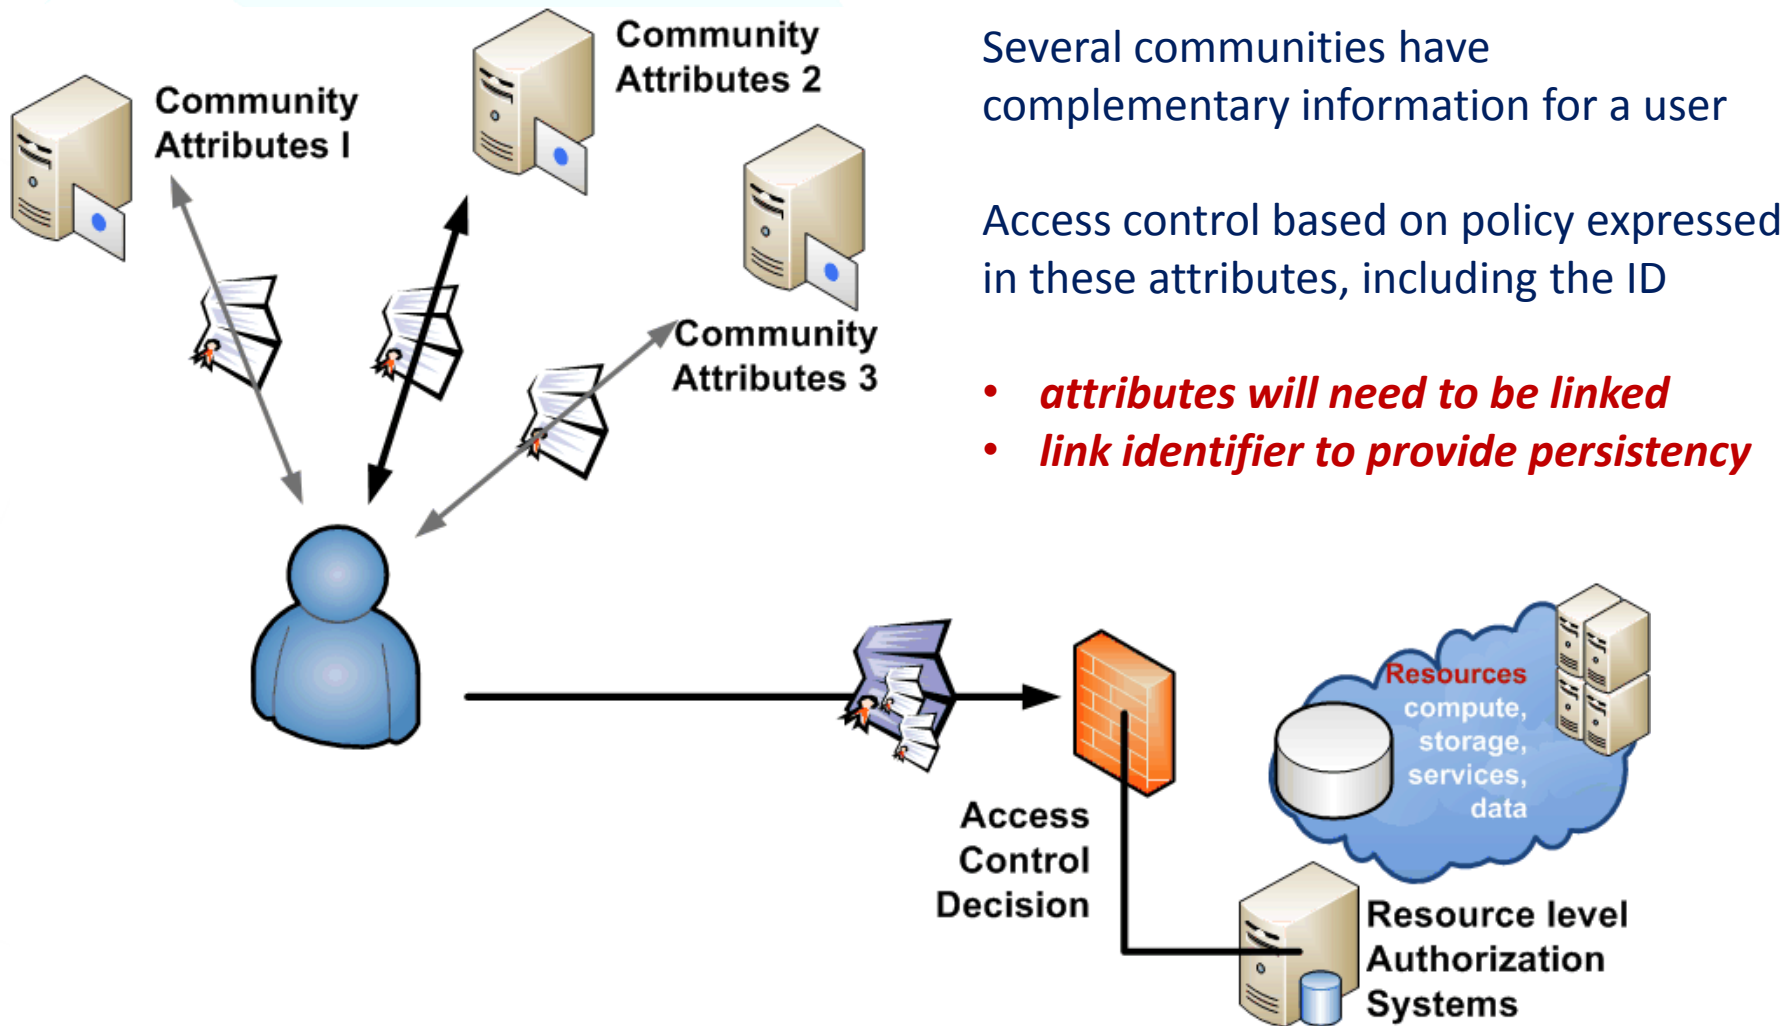 Community
Attributes I
Community
Attributes 2
Community
Attributes 3
Several communities have
complementary information for a user
Access control based on policy expressed
in these attributes, including the ID
• attributes will need to be linked
• link identifier to provide persistency
Access
Control
Decision
Resources
compute,
storage,
services,
data
Resource level
Authorization
Systems